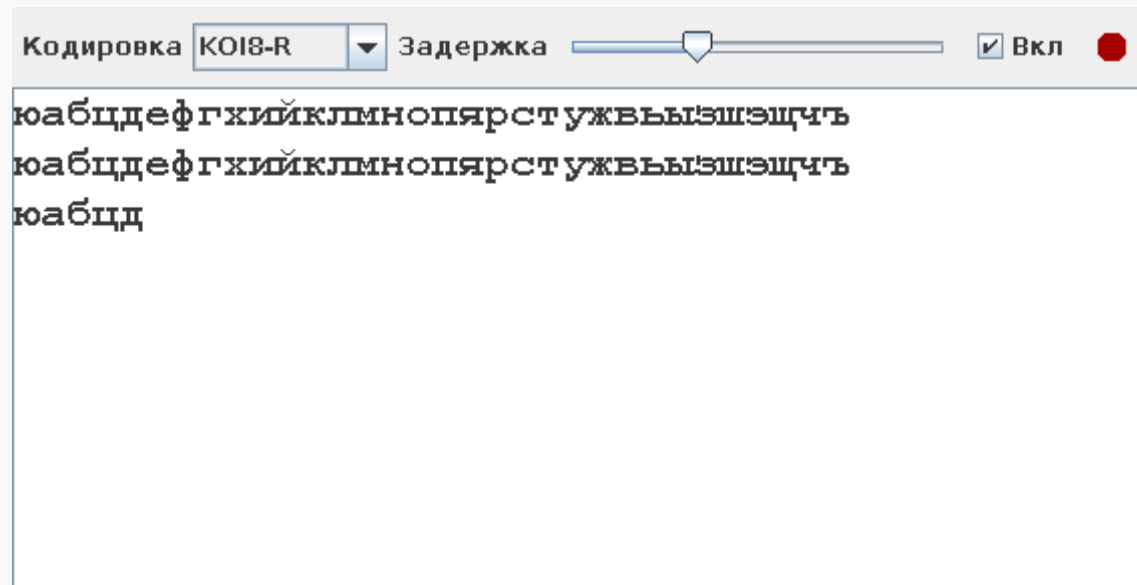 Кодировка KOI8-R Задержка Вкл
юабцдефгхийклмнопярстужвьызшэщчъ
юабцдефгхийклмнопярстужвьызшэщчъ
юабцд